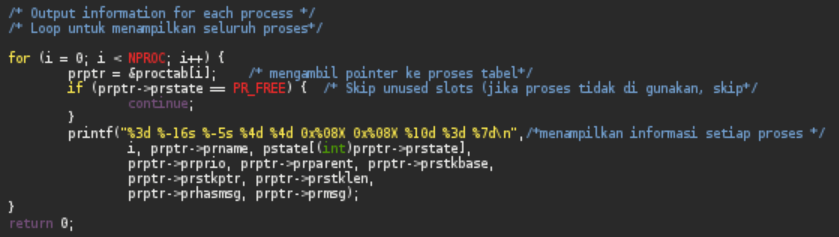 /* Output information for each process */
/* Loop untuk menampilkan seluruh proses*/
for (i = 0; i < NPROC; i++) {
prptr = &proctab[i]; /* mengambil pointer ke proses tabel*/
if (prptr->prstate == PR_FREE) { /* Skip unused slots (jika proses tidak di gunakan, skip*/
continue;
}
printf("%3d %-16s %-5s %4d %4d 0x%08X 0x%08X %10d %3d %7d\n",/*menampilkan informasi setiap proses */
i, prptr->prname, pstate[(int)prptr->prstate],
prptr->prprio, prptr->prparent, prptr->prstkbase,
prptr->prstkptr, prptr->prstklen,
prptr->prhasmsg, prptr->prmsg);
}
return 0;